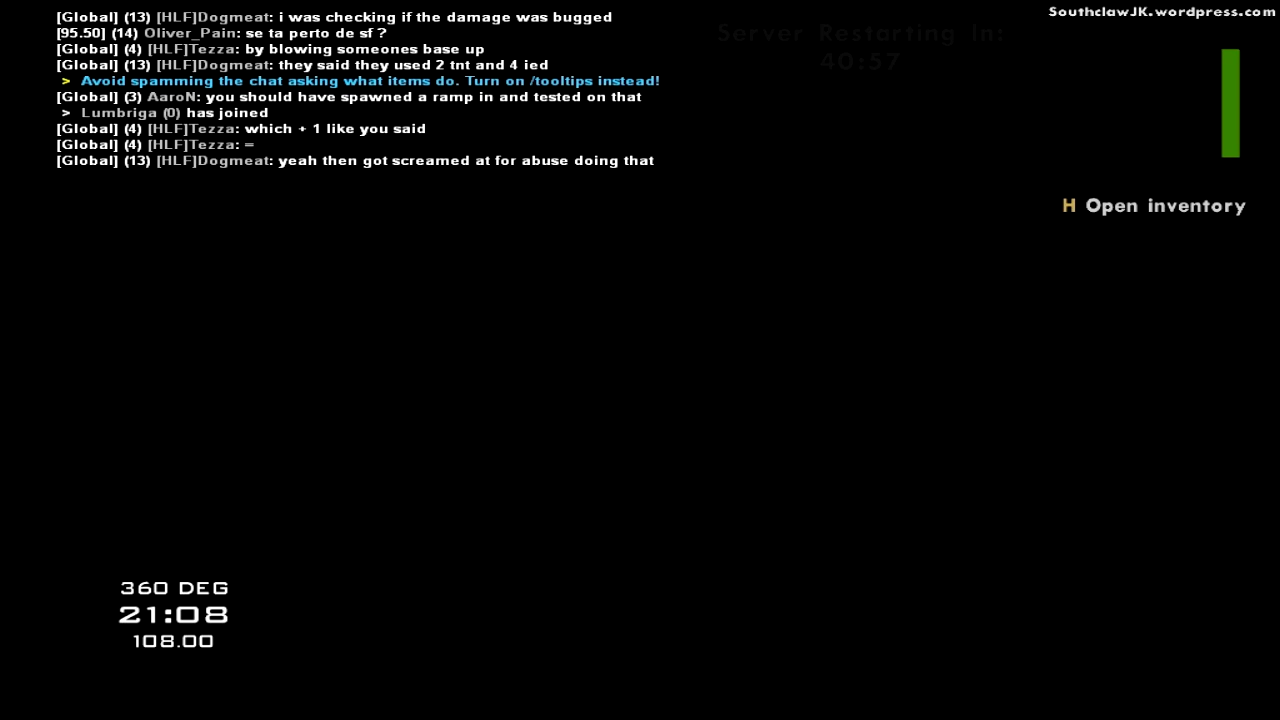 [Global] (13) [HLF]Dogmeat: i was checking if the damage was bugged
[95.50] (14) Oliver_Pain: se ta perto de sf ?
[Global] (4) [HLF]Tezza: by blowing someones base up
[Global] (13) [HLF]Dogmeat: they said they used 2 tnt and 4 ied
> Avoid spamming the chat asking what items do. Turn on /tooltips instead!
[Global] (3) AaroN: you should have spawned a ramp in and tested on that
> Lumbriga (0) has joined
[Global] (4) [HLF]Tezza: which + 1 like you said
[Global] (4) [HLF]Tezza: =
[Global] (13) [HLF]Dogmeat: yeah then got screamed at for abuse doing that
Server Restarting In:
40:57
SouthclawJK.wordpress.com
H Open inventory
360 DEG
21:08
108.00